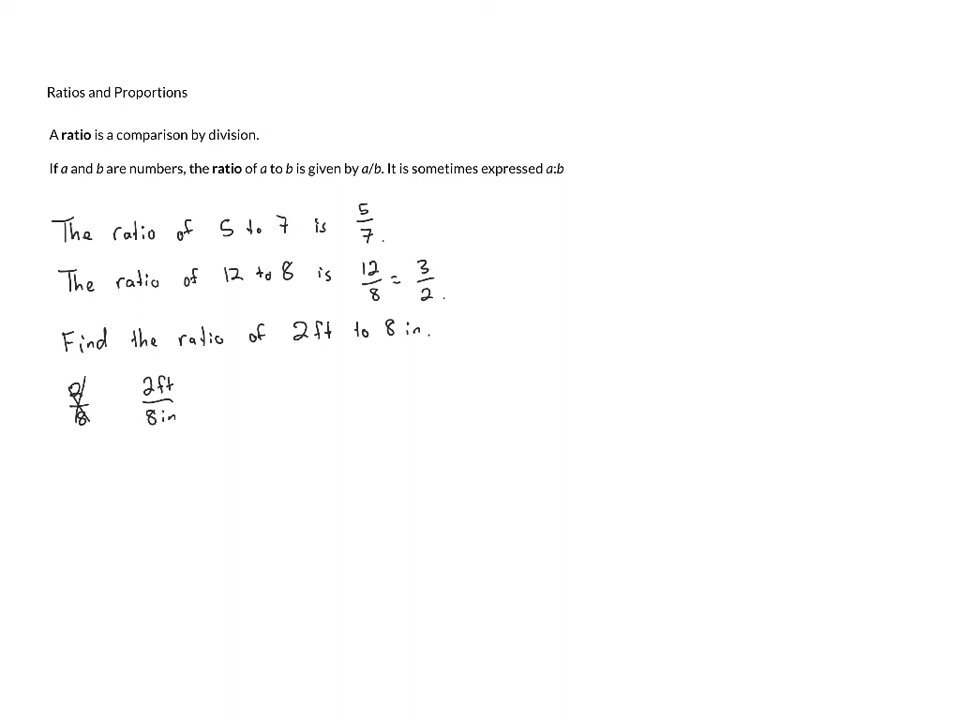 Ratios and Proportions
A ratio is a comparison by division.
If a and b are numbers, the ratio of a to b is given by a/b. It is sometimes expressed a:b
The ratio of 5 to 7 is 5/7.
The ratio of 12 to 8 is 12/8 = 3/2.
Find the ratio of 2ft to 8 in.
2/8 2ft/8in